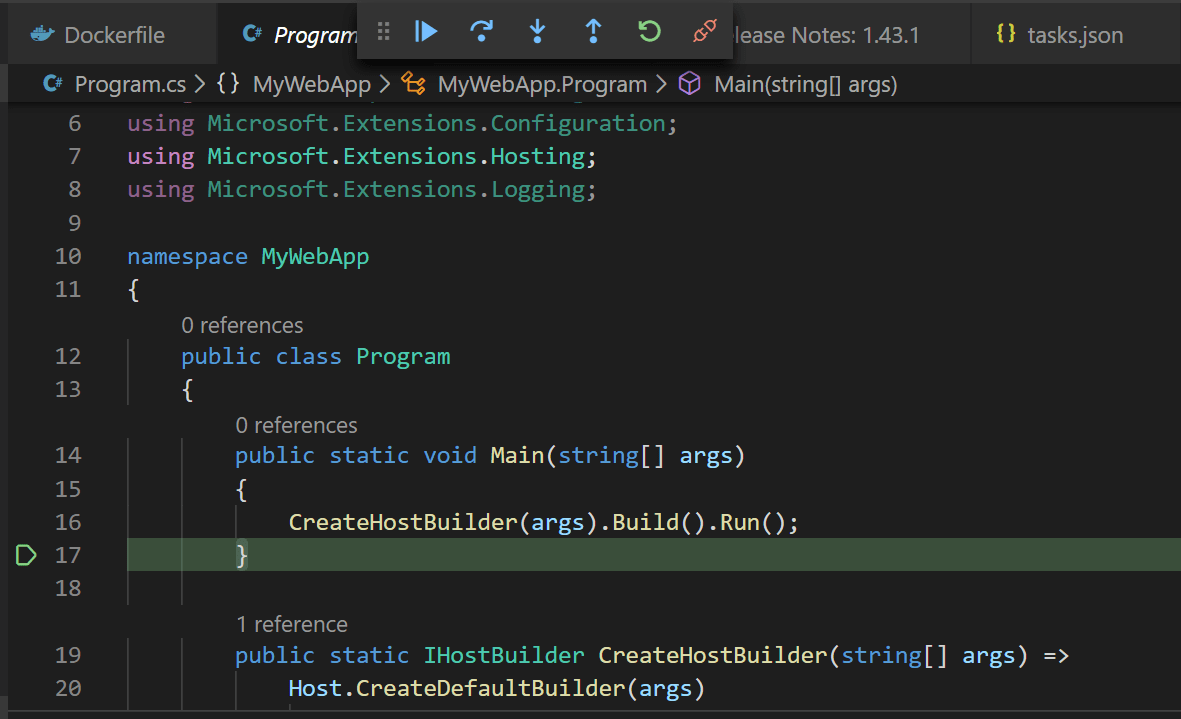 Dockerfile
C# Program
lease Notes: 1.43.1
{} tasks.json
C# Program.cs > {} MyWebApp > MyWebApp.Program > Main(string[] args)
6 using Microsoft.Extensions.Configuration;
7 using Microsoft.Extensions.Hosting;
8 using Microsoft.Extensions.Logging;
9
10 namespace MyWebApp
11 {
0 references
12 public class Program
13 {
0 references
14 public static void Main(string[] args)
15 {
16 CreateHostBuilder(args).Build().Run();
17 }
18
1 reference
19 public static IHostBuilder CreateHostBuilder(string[] args) =>
20 Host.CreateDefaultBuilder(args)